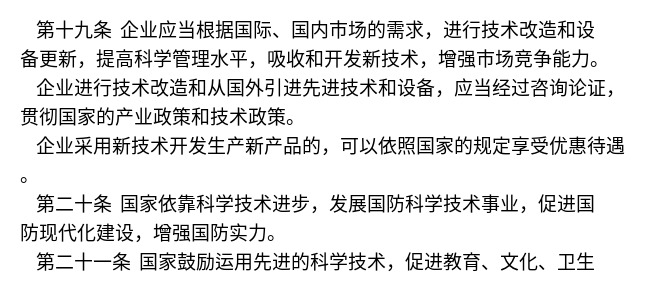 第十九条 企业应当根据国际、国内市场的需求，进行技术改造和设
备更新，提高科学管理水平，吸收和开发新技术，增强市场竞争能力。
企业进行技术改造和从国外引进先进技术和设备，应当经过咨询论证，
贯彻国家的产业政策和技术政策。
企业采用新技术开发生产新产品的，可以依照国家的规定享受优惠待遇
。
第二十条 国家依靠科学技术进步，发展国防科学技术事业，促进国
防现代化建设，增强国防实力。
第二十一条 国家鼓励运用先进的科学技术，促进教育、文化、卫生